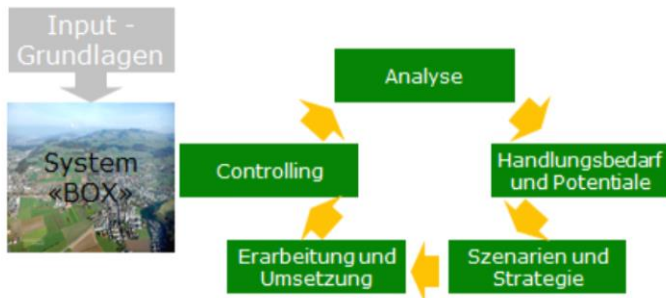 Input -
Grundlagen
System
«BOX»
Analyse
Handlungsbedarf
und Potentiale
Szenarien und
Strategie
Erarbeitung und
Umsetzung
Controlling